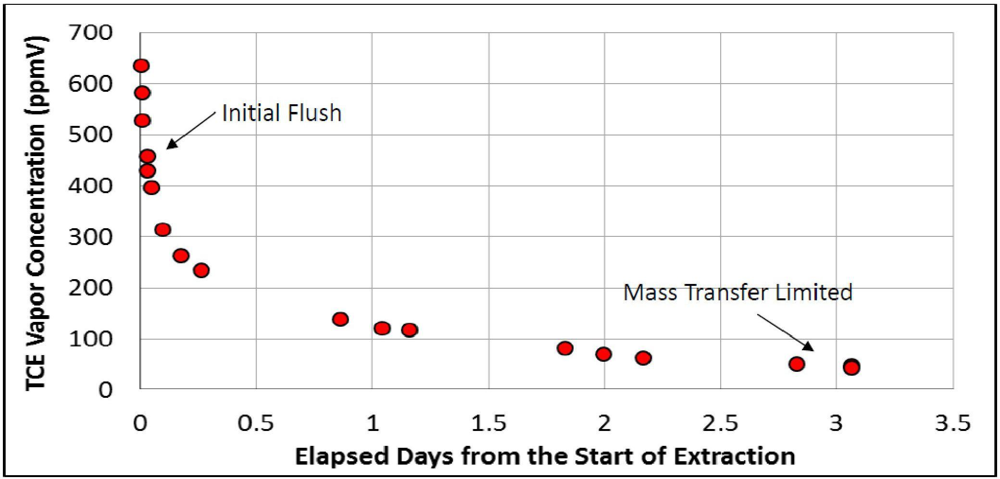 TCE Vapor Concentration (ppmV)
700
600
500
400
300
200
100
0
Initial Flush
Mass Transfer Limited
0 0.5 1 1.5 2 2.5 3 3.5
Elapsed Days from the Start of Extraction